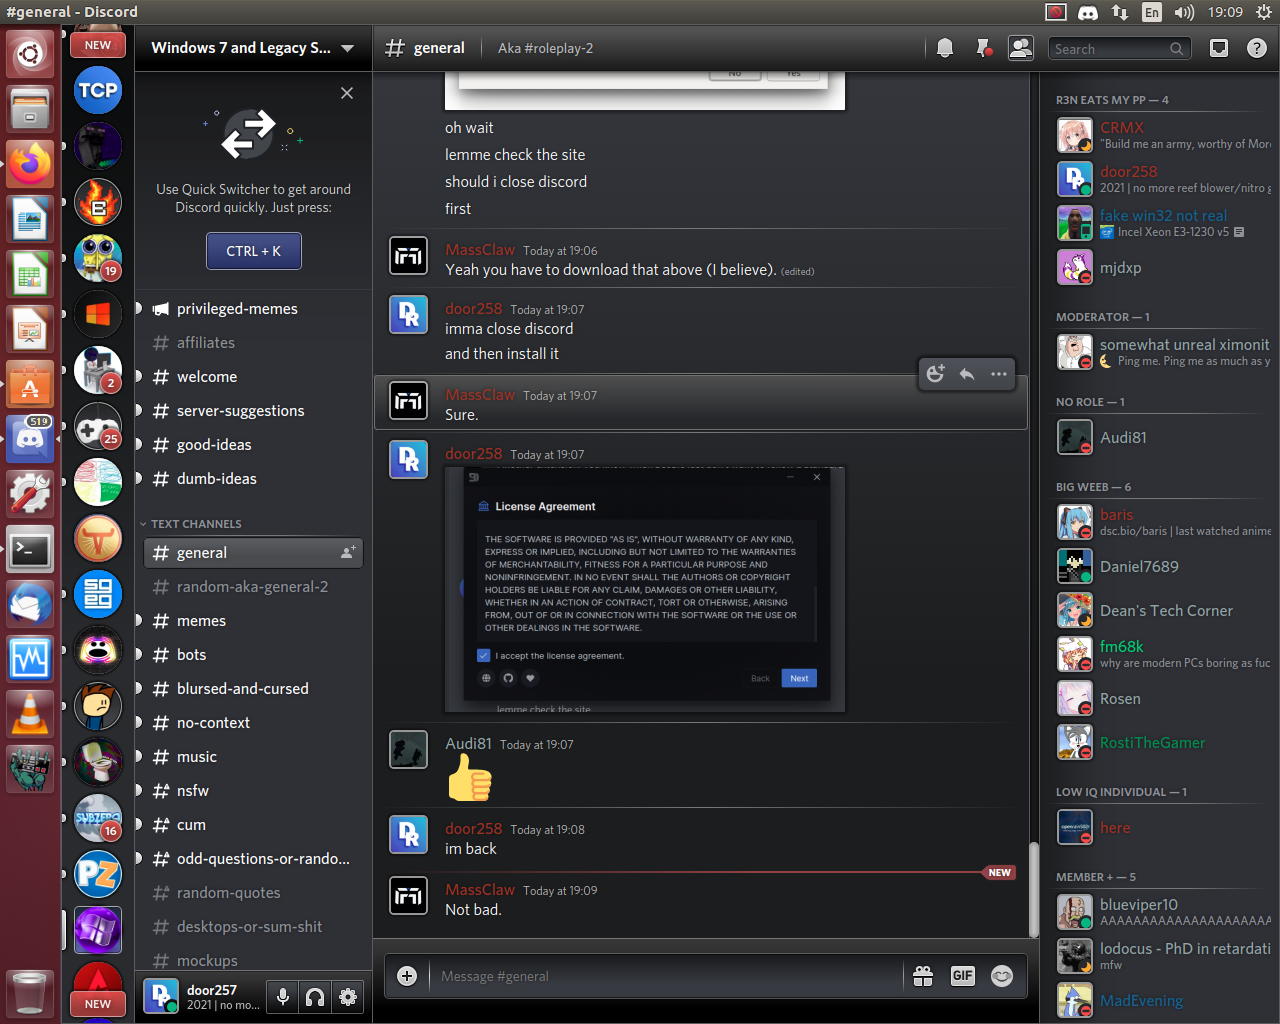 #general - Discord
En
19:09
NEW
TCP
19
2
519
25
16
NEW
Windows 7 and Legacy S...
Use Quick Switcher to get around
Discord quickly. Just press:
CTRL + K
privileged-memes
# affiliates
# welcome
# server-suggestions
# good-ideas
# dumb-ideas
TEXT CHANNELS
# general
# random-aka-general-2
# memes
# bots
# blursed-and-cursed
# no-context
# music
# nsfw
# cum
# odd-questions-or-rando...
# random-quotes
# desktops-or-sum-shit
# mockups
door257
2021 | no mo...
# general
Aka #roleplay-2
Search
No
Yes
oh wait
lemme check the site
should i close discord
first
MassClaw Today at 19:06
Yeah you have to download that above (I believe). (edited)
door258 Today at 19:07
imma close discord
and then install it
MassClaw Today at 19:07
Sure.
door258 Today at 19:07
License Agreement
THE SOFTWARE IS PROVIDED "AS IS", WITHOUT WARRANTY OF ANY KIND,
EXPRESS OR IMPLIED, INCLUDING BUT NOT LIMITED TO THE WARRANTIES
OF MERCHANTABILITY, FITNESS FOR A PARTICULAR PURPOSE AND
NONINFRINGEMENT. IN NO EVENT SHALL THE AUTHORS OR COPYRIGHT
HOLDERS BE LIABLE FOR ANY CLAIM, DAMAGES OR OTHER LIABILITY,
WHETHER IN AN ACTION OF CONTRACT, TORT OR OTHERWISE, ARISING
FROM, OUT OF OR IN CONNECTION WITH THE SOFTWARE OR THE USE OR
OTHER DEALINGS IN THE SOFTWARE.
I accept the license agreement.
Back
Next
lemme check the site
Audi81 Today at 19:07
door258 Today at 19:08
im back
NEW
MassClaw Today at 19:09
Not bad.
Message #general
GIF
R3N EATS MY PP — 4
CRMX
"Build me an army, worthy of Mor
door258
2021 | no more reef blower/nitro g
fake win32 not real
Incel Xeon E3-1230 v5
mjdxp
MODERATOR — 1
somewhat unreal ximonit
Ping me. Ping me as much as y
NO ROLE — 1
Audi81
BIG WEEB — 6
baris
dsc.bio/baris | last watched anime
Daniel7689
Dean's Tech Corner
fm68k
why are modern PCs boring as fuc
Rosen
RostiTheGamer
LOW IQ INDIVIDUAL — 1
here
MEMBER + — 5
blueviper10
AAAAAAAAAAAAAAAAAAAAA
lodocus - PhD in retardati
mfw
MadEvening